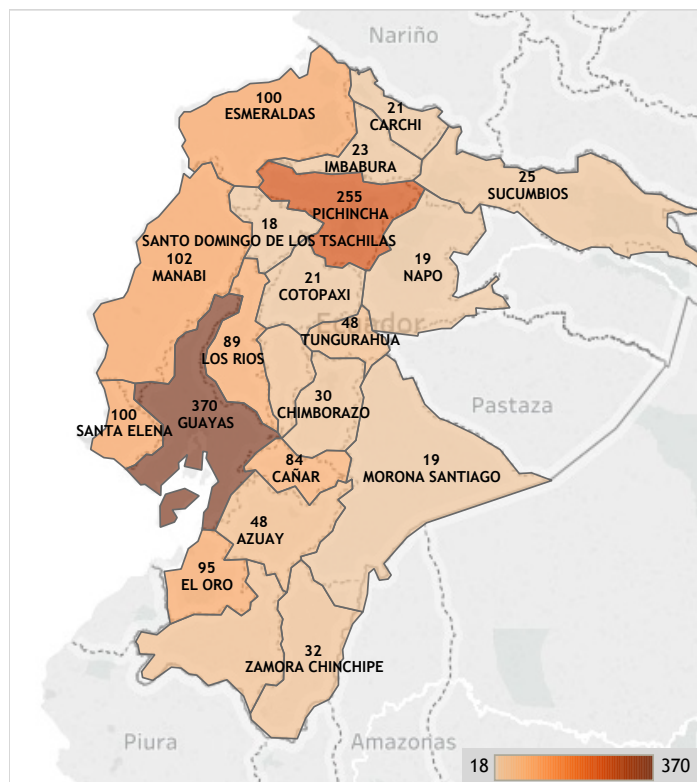 Nariño
100
ESMERALDAS
21
CARCHI
23
IMBABURA
25
SUCUMBIOS
255
PICHINCHA
18
SANTO DOMINGO DE LOS TSACHILAS
102
MANABI
19
NAPO
21
COTOPAXI
Ecuador
48
TUNGURAHUA
89
LOS RIOS
30
CHIMBORAZO
Pastaza
100
SANTA ELENA
370
GUAYAS
84
CAÑAR
19
MORONA SANTIAGO
48
AZUAY
95
EL ORO
32
ZAMORA CHINCHIPE
Piura
Amazonas
18 370